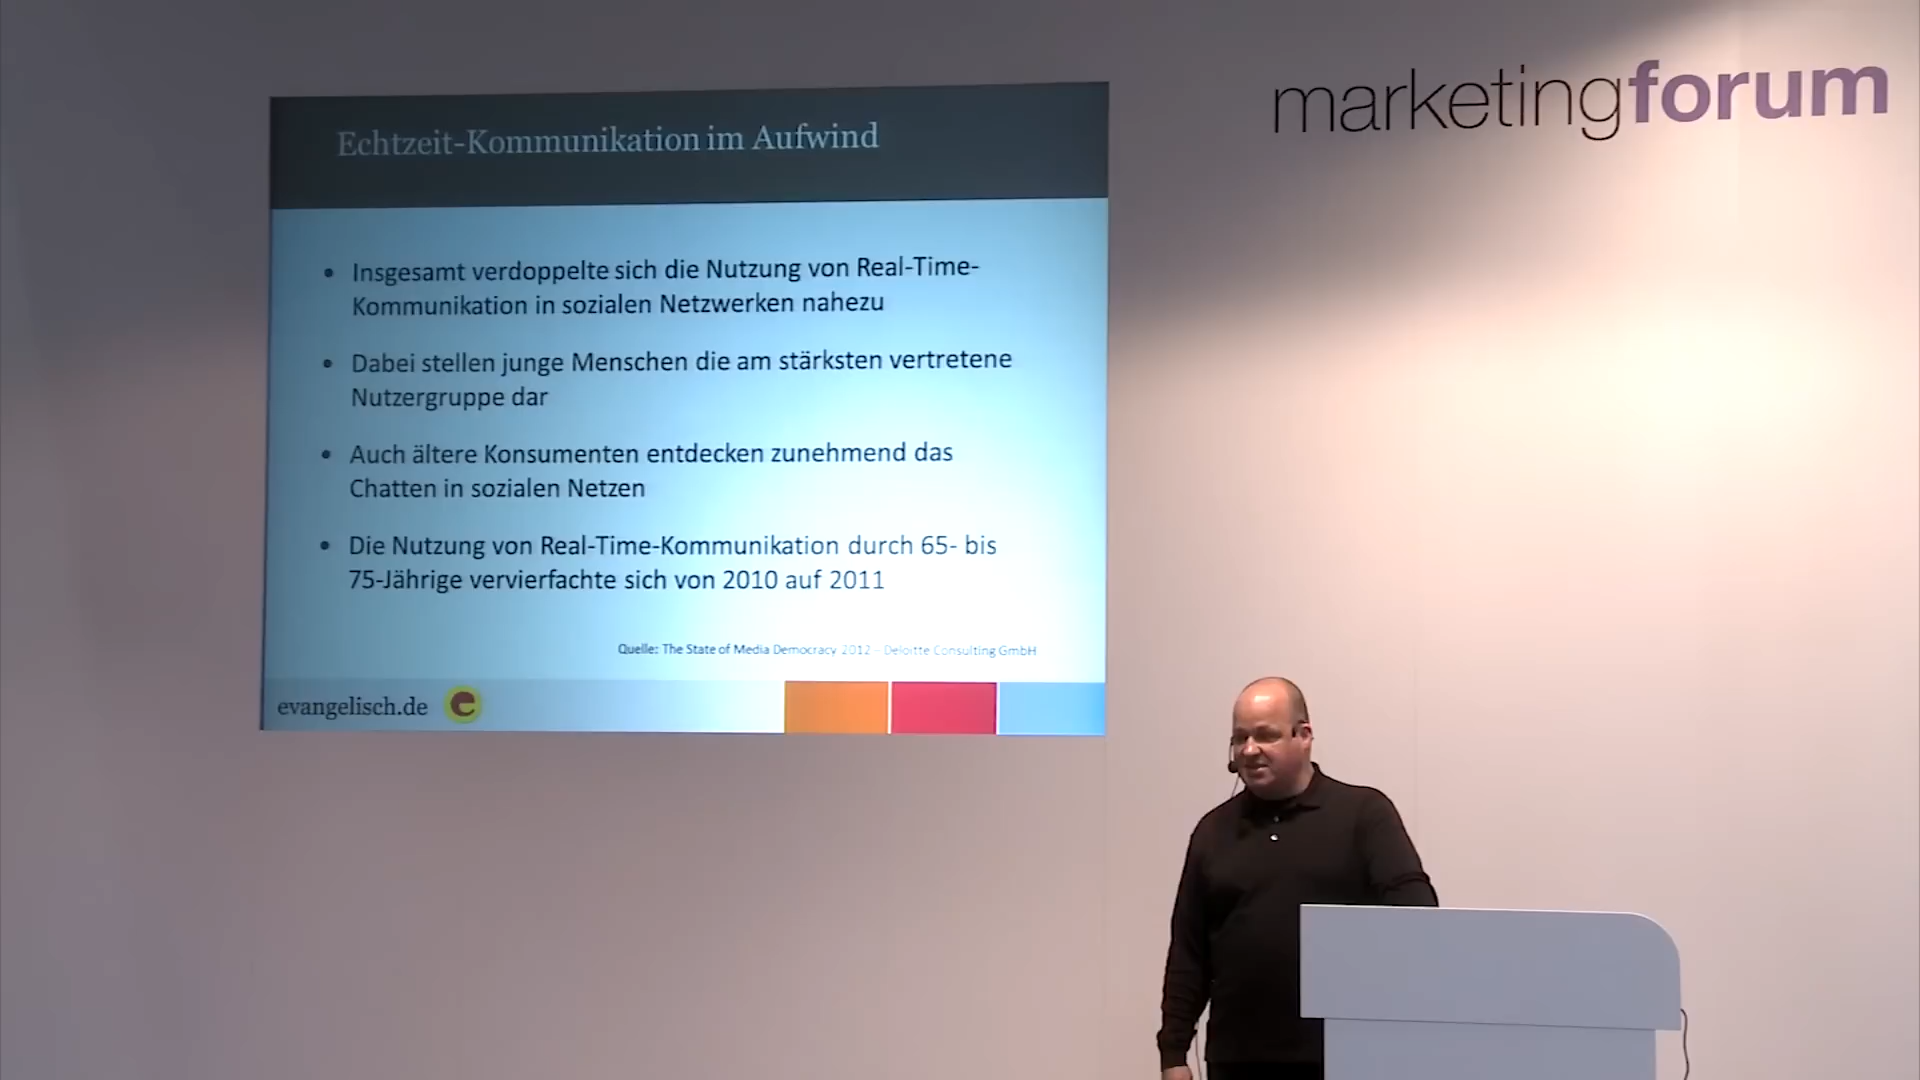 marketingforum
Echtzeit-Kommunikation im Aufwind
• Insgesamt verdoppelte sich die Nutzung von Real-Time-
Kommunikation in sozialen Netzwerken nahezu
• Dabei stellen junge Menschen die am stärksten vertretene
Nutzergruppe dar
• Auch ältere Konsumenten entdecken zunehmend das
Chatten in sozialen Netzen
• Die Nutzung von Real-Time-Kommunikation durch 65- bis
75-Jährige vervierfachte sich von 2010 auf 2011
Quelle: The State of Media Democracy 2012 - Deloitte Consulting GmbH
evangelisch.de e